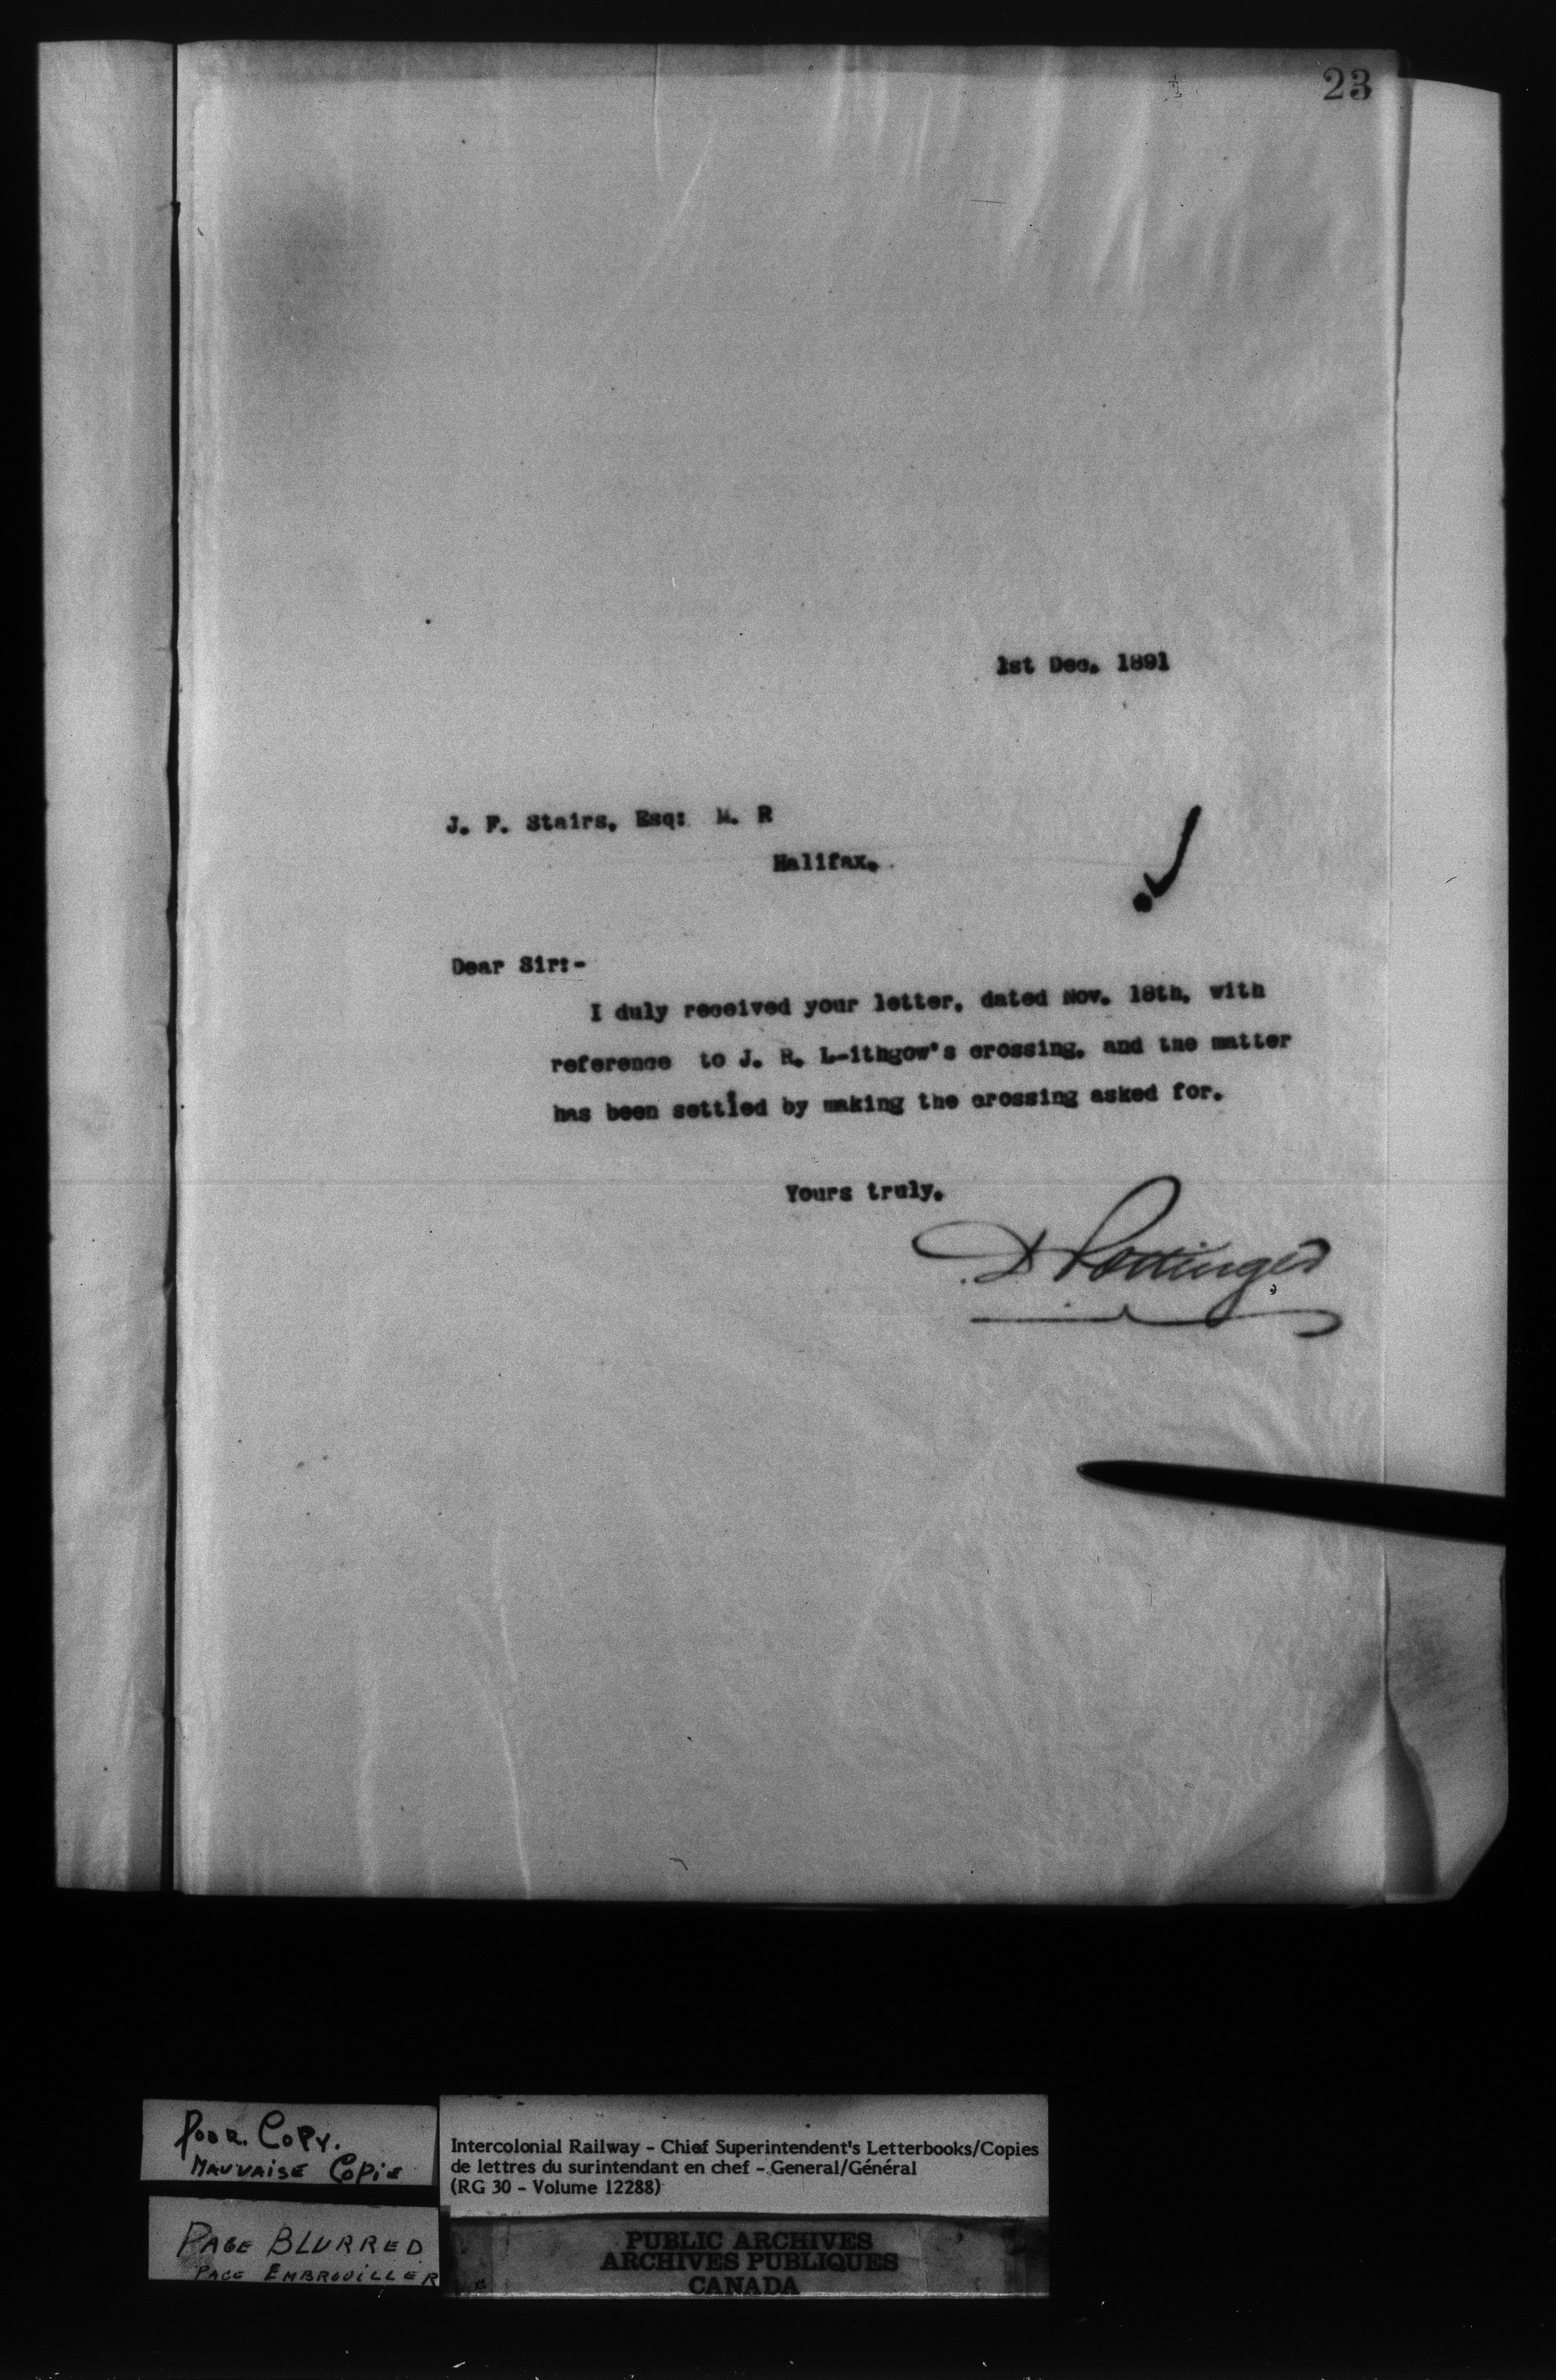 23
1st Dec. 1891
J. F. Stairs, Esq: M. R
Halifax.
Dear Sir:-
I duly received your letter, dated Nov. 18th, with
reference to J. R. L-ithgow's crossing, and the matter
has been settled by making the crossing asked for.
Yours truly,
D Pottinger
Poor. Copy.
Mauvaise Copie
Intercolonial Railway - Chief Superintendent's Letterbooks/Copies
de lettres du surintendant en chef - General/Général
(RG 30 - Volume 12288)
Page Blurred
Page Embrouiller
PUBLIC ARCHIVES
ARCHIVES PUBLIQUES
CANADA